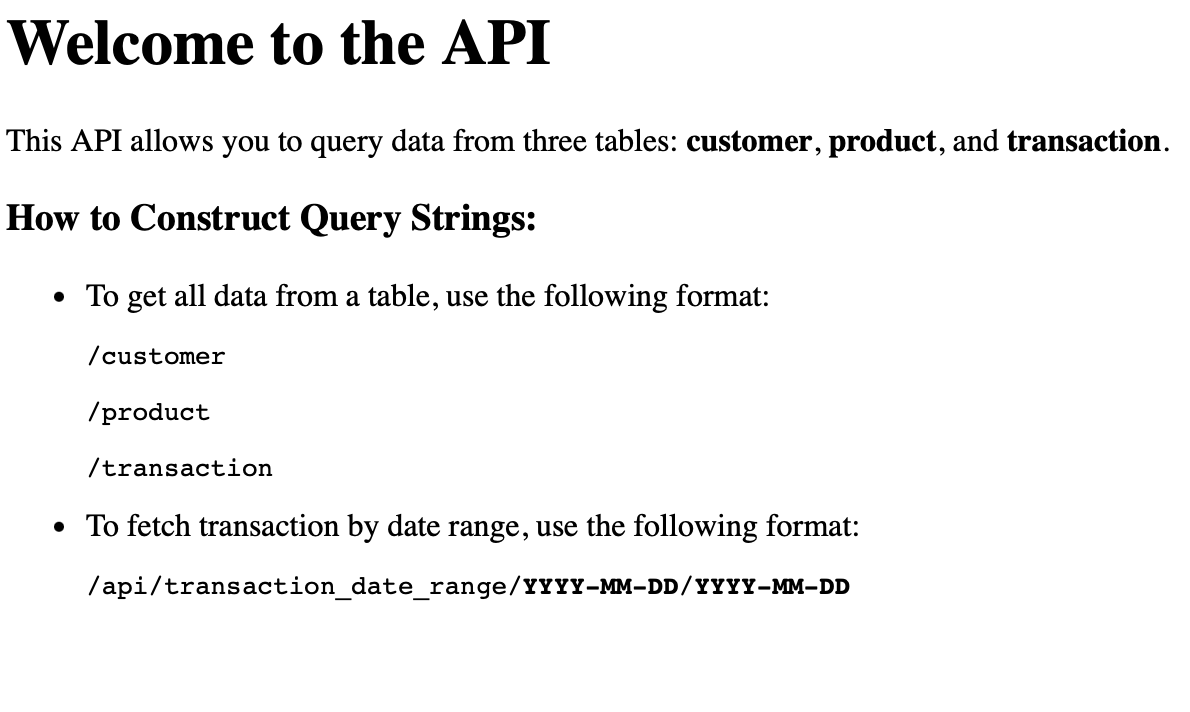 Welcome to the API
This API allows you to query data from three tables: customer, product, and transaction.
How to Construct Query Strings:
• To get all data from a table, use the following format:
/customer
/product
/transaction
• To fetch transaction by date range, use the following format:
/api/transaction_date_range/YYYY-MM-DD/YYYY-MM-DD